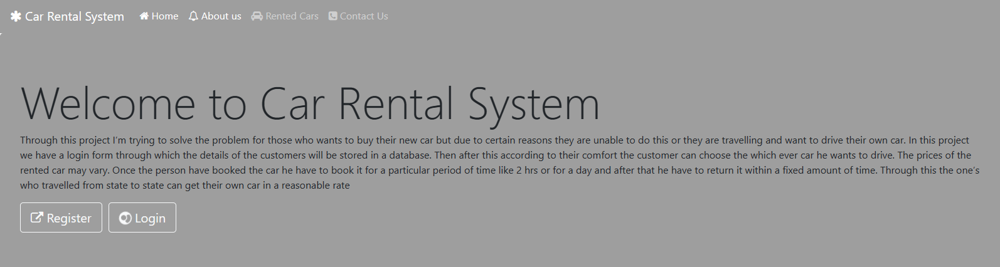 Car Rental System Home About us Rented Cars Contact Us
Welcome to Car Rental System
Through this project I’m trying to solve the problem for those who wants to buy their new car but due to certain reasons they are unable to do this or they are travelling and want to drive their own car. In this project
we have a login form through which the details of the customers will be stored in a database. Then after this according to their comfort the customer can choose the which ever car he wants to drive. The prices of the
rented car may vary. Once the person have booked the car he have to book it for a particular period of time like 2 hrs or for a day and after that he have to return it within a fixed amount of time. Through this the one’s
who travelled from state to state can get their own car in a reasonable rate
Register Login